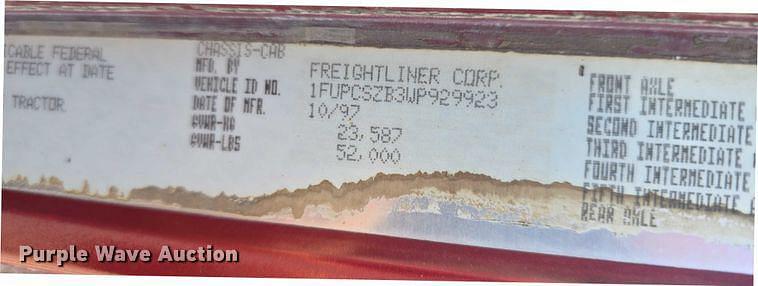 ICABLE FEDERAL
EFFECT AT DATE
TRACTOR
CHASSIS-CAB
MFD. BY FREIGHTLINER CORP.
VEHICLE ID NO. 1FUPCSZB3WP929923
DATE OF MFR. 10/97
GVWR-KG 23,587
GVWR-LBS 52,000
FRONT AXLE
FIRST INTERMEDIATE
SECOND INTERMEDIATE
THIRD INTERMEDIATE
FOURTH INTERMEDIATE
FIFTH INTERMEDIATE
REAR AXLE
Purple Wave Auction